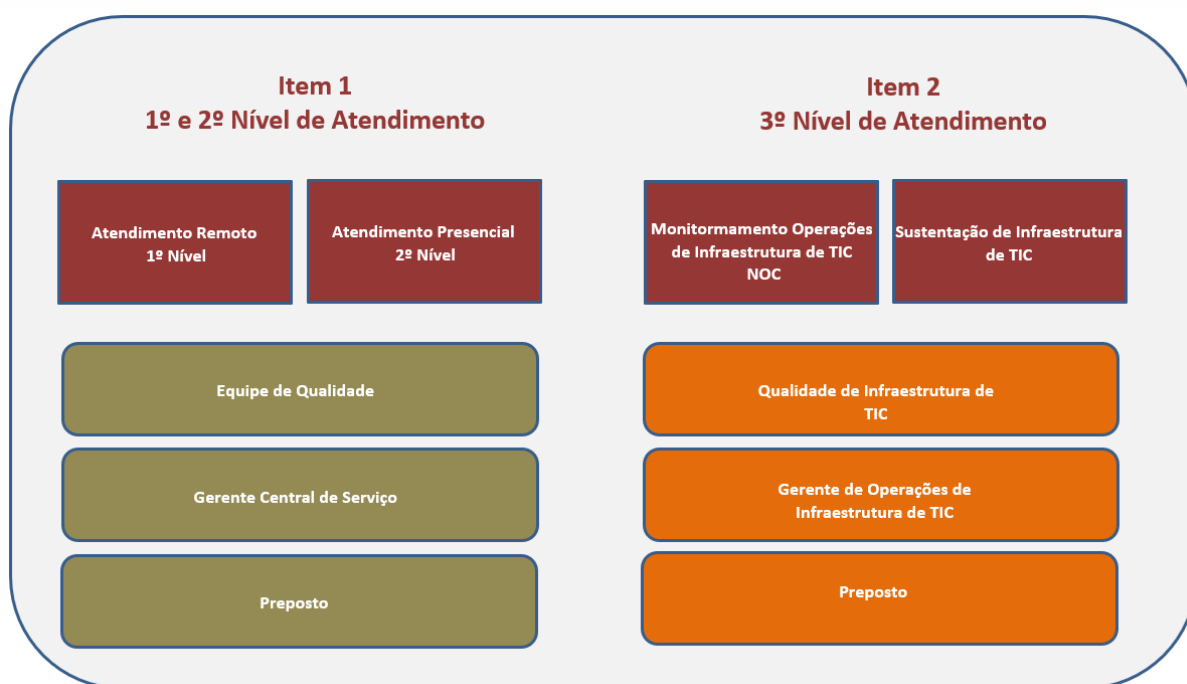 Item 1
1º e 2º Nível de Atendimento
Atendimento Remoto
1º Nível
Atendimento Presencial
2º Nível
Equipe de Qualidade
Gerente Central de Serviço
Preposto
Item 2
3º Nível de Atendimento
Monitormamento Operações
de Infraestrutura de TIC
NOC
Sustentação de Infraestrutura
de TIC
Qualidade de Infraestrutura de
TIC
Gerente de Operações de
Infraestrutura de TIC
Preposto